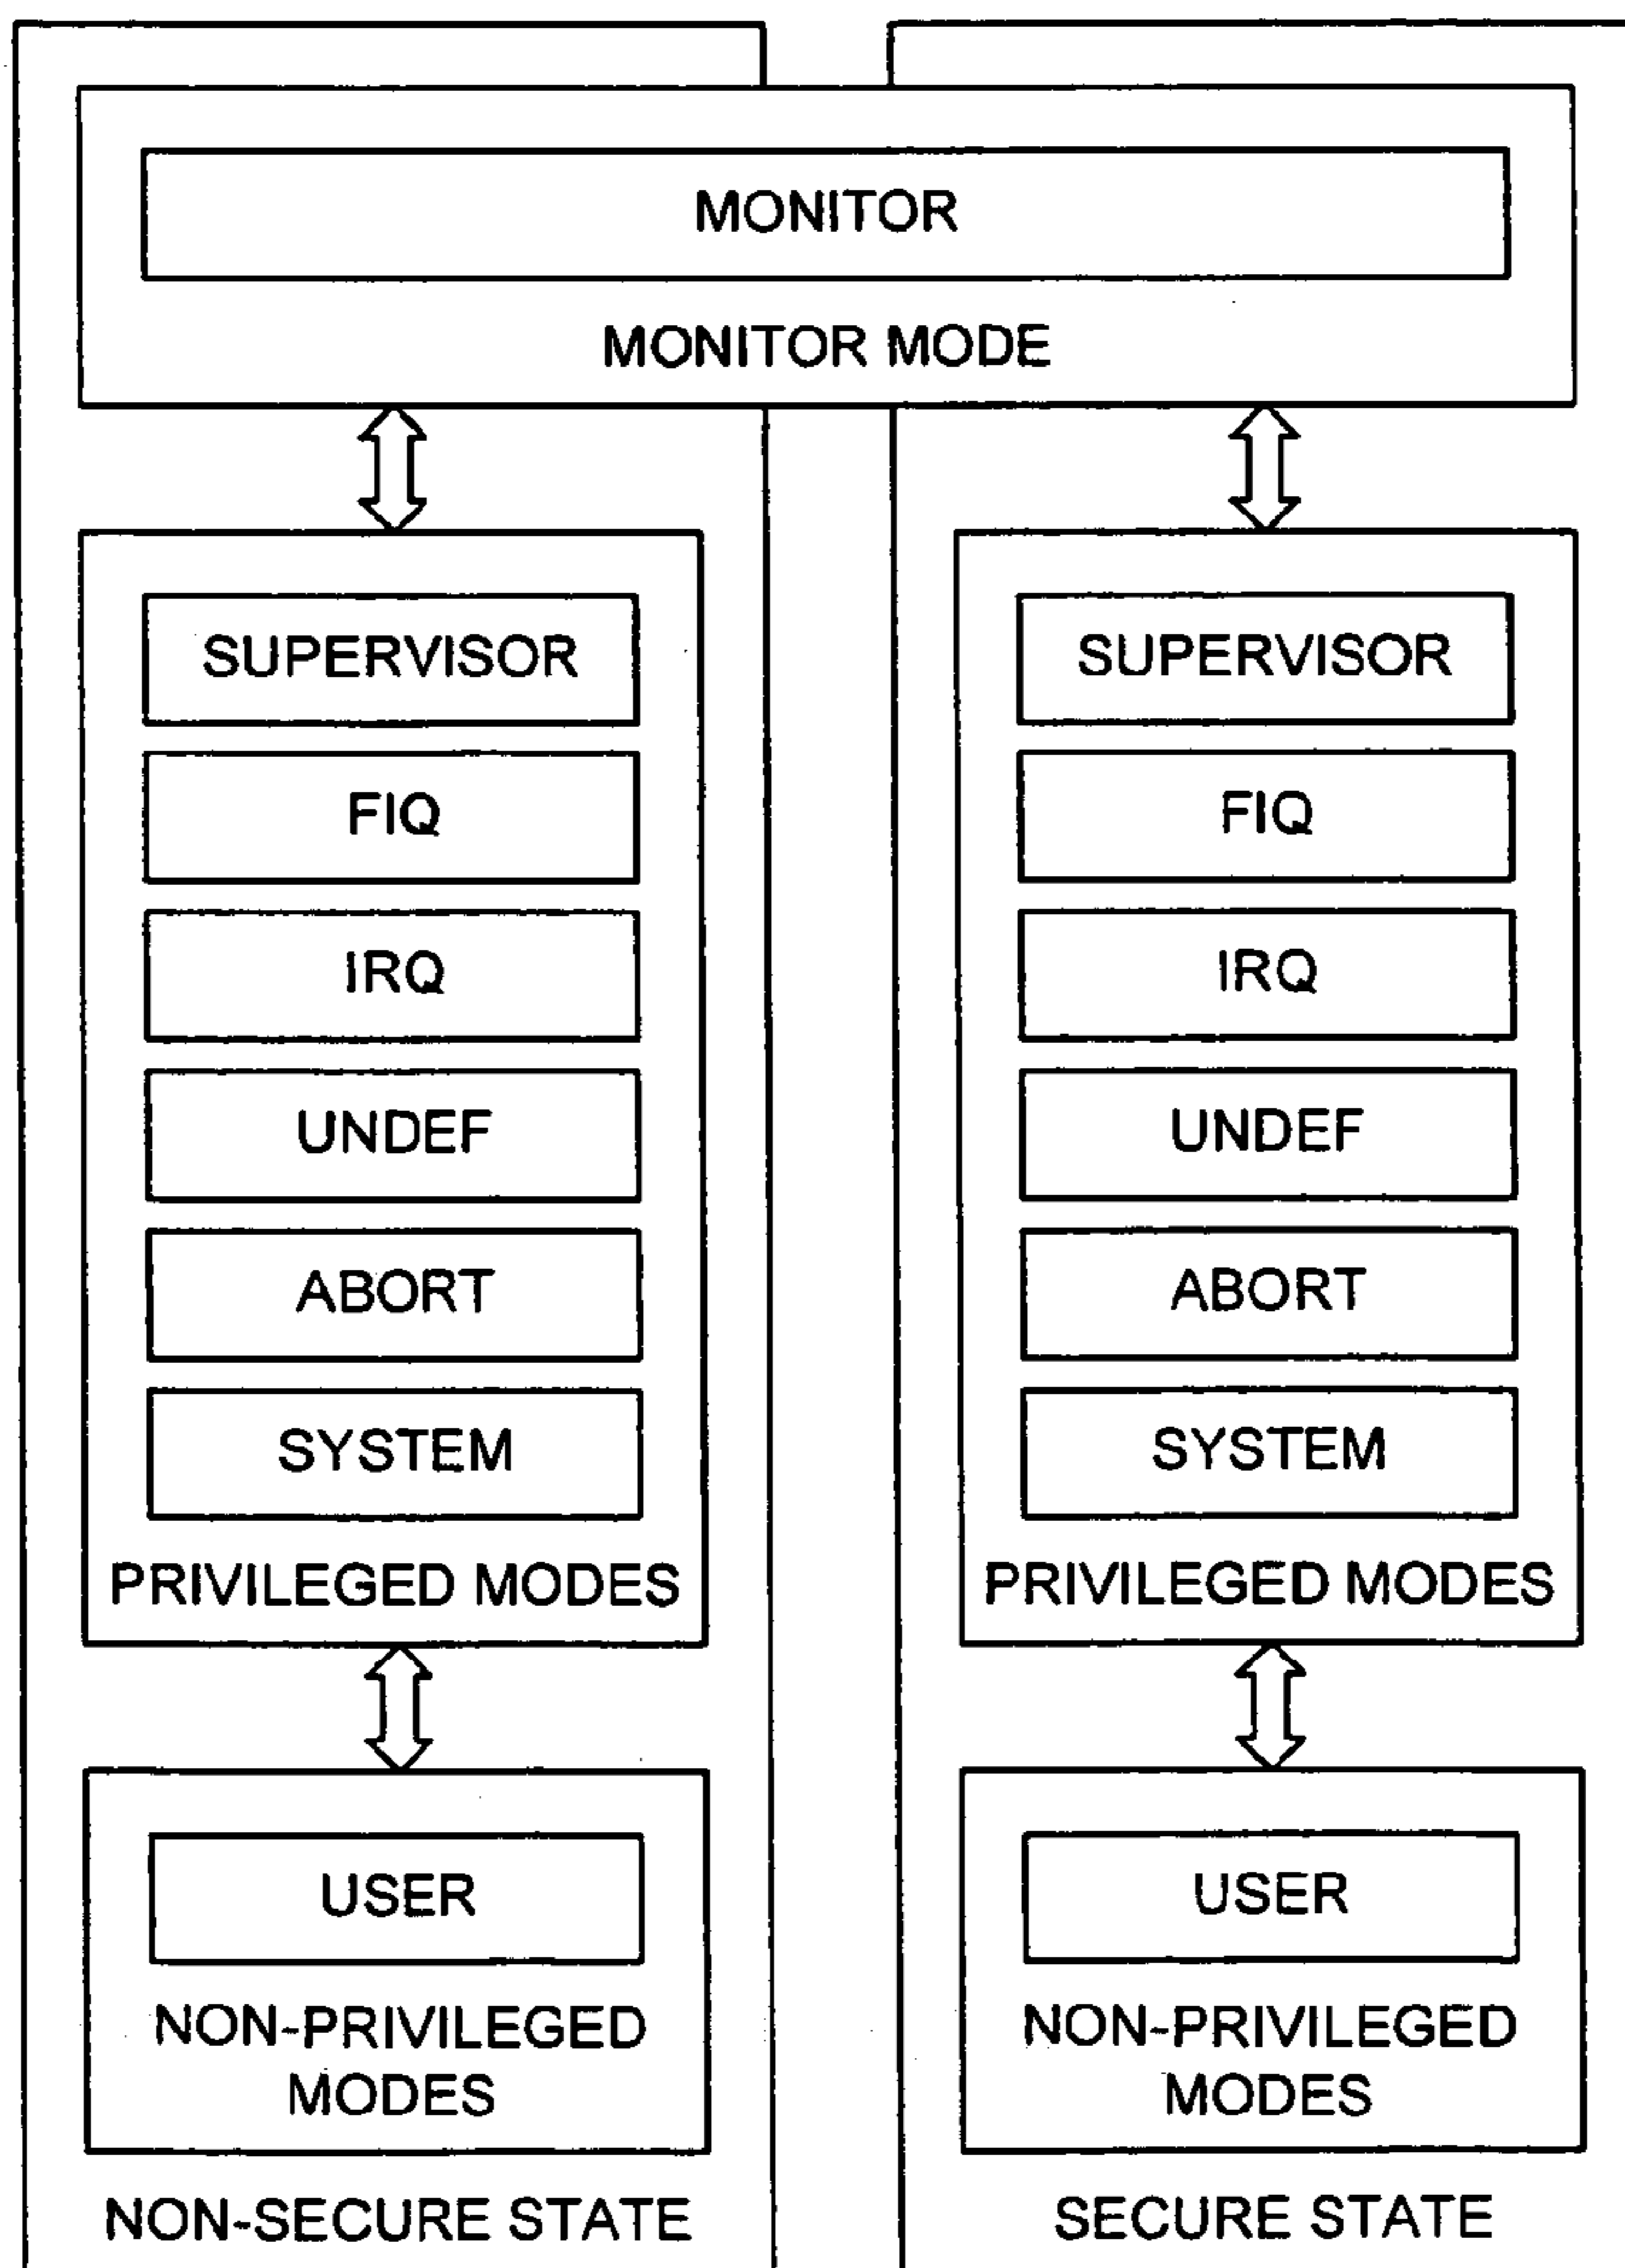 MONITOR
MONITOR MODE
SUPERVISOR
FIQ
IRQ
UNDEF
ABORT
SYSTEM
PRIVILEGED MODES
USER
NON-PRIVILEGED
MODES
NON-SECURE STATE
SUPERVISOR
FIQ
IRQ
UNDEF
ABORT
SYSTEM
PRIVILEGED MODES
USER
NON-PRIVILEGED
MODES
SECURE STATE